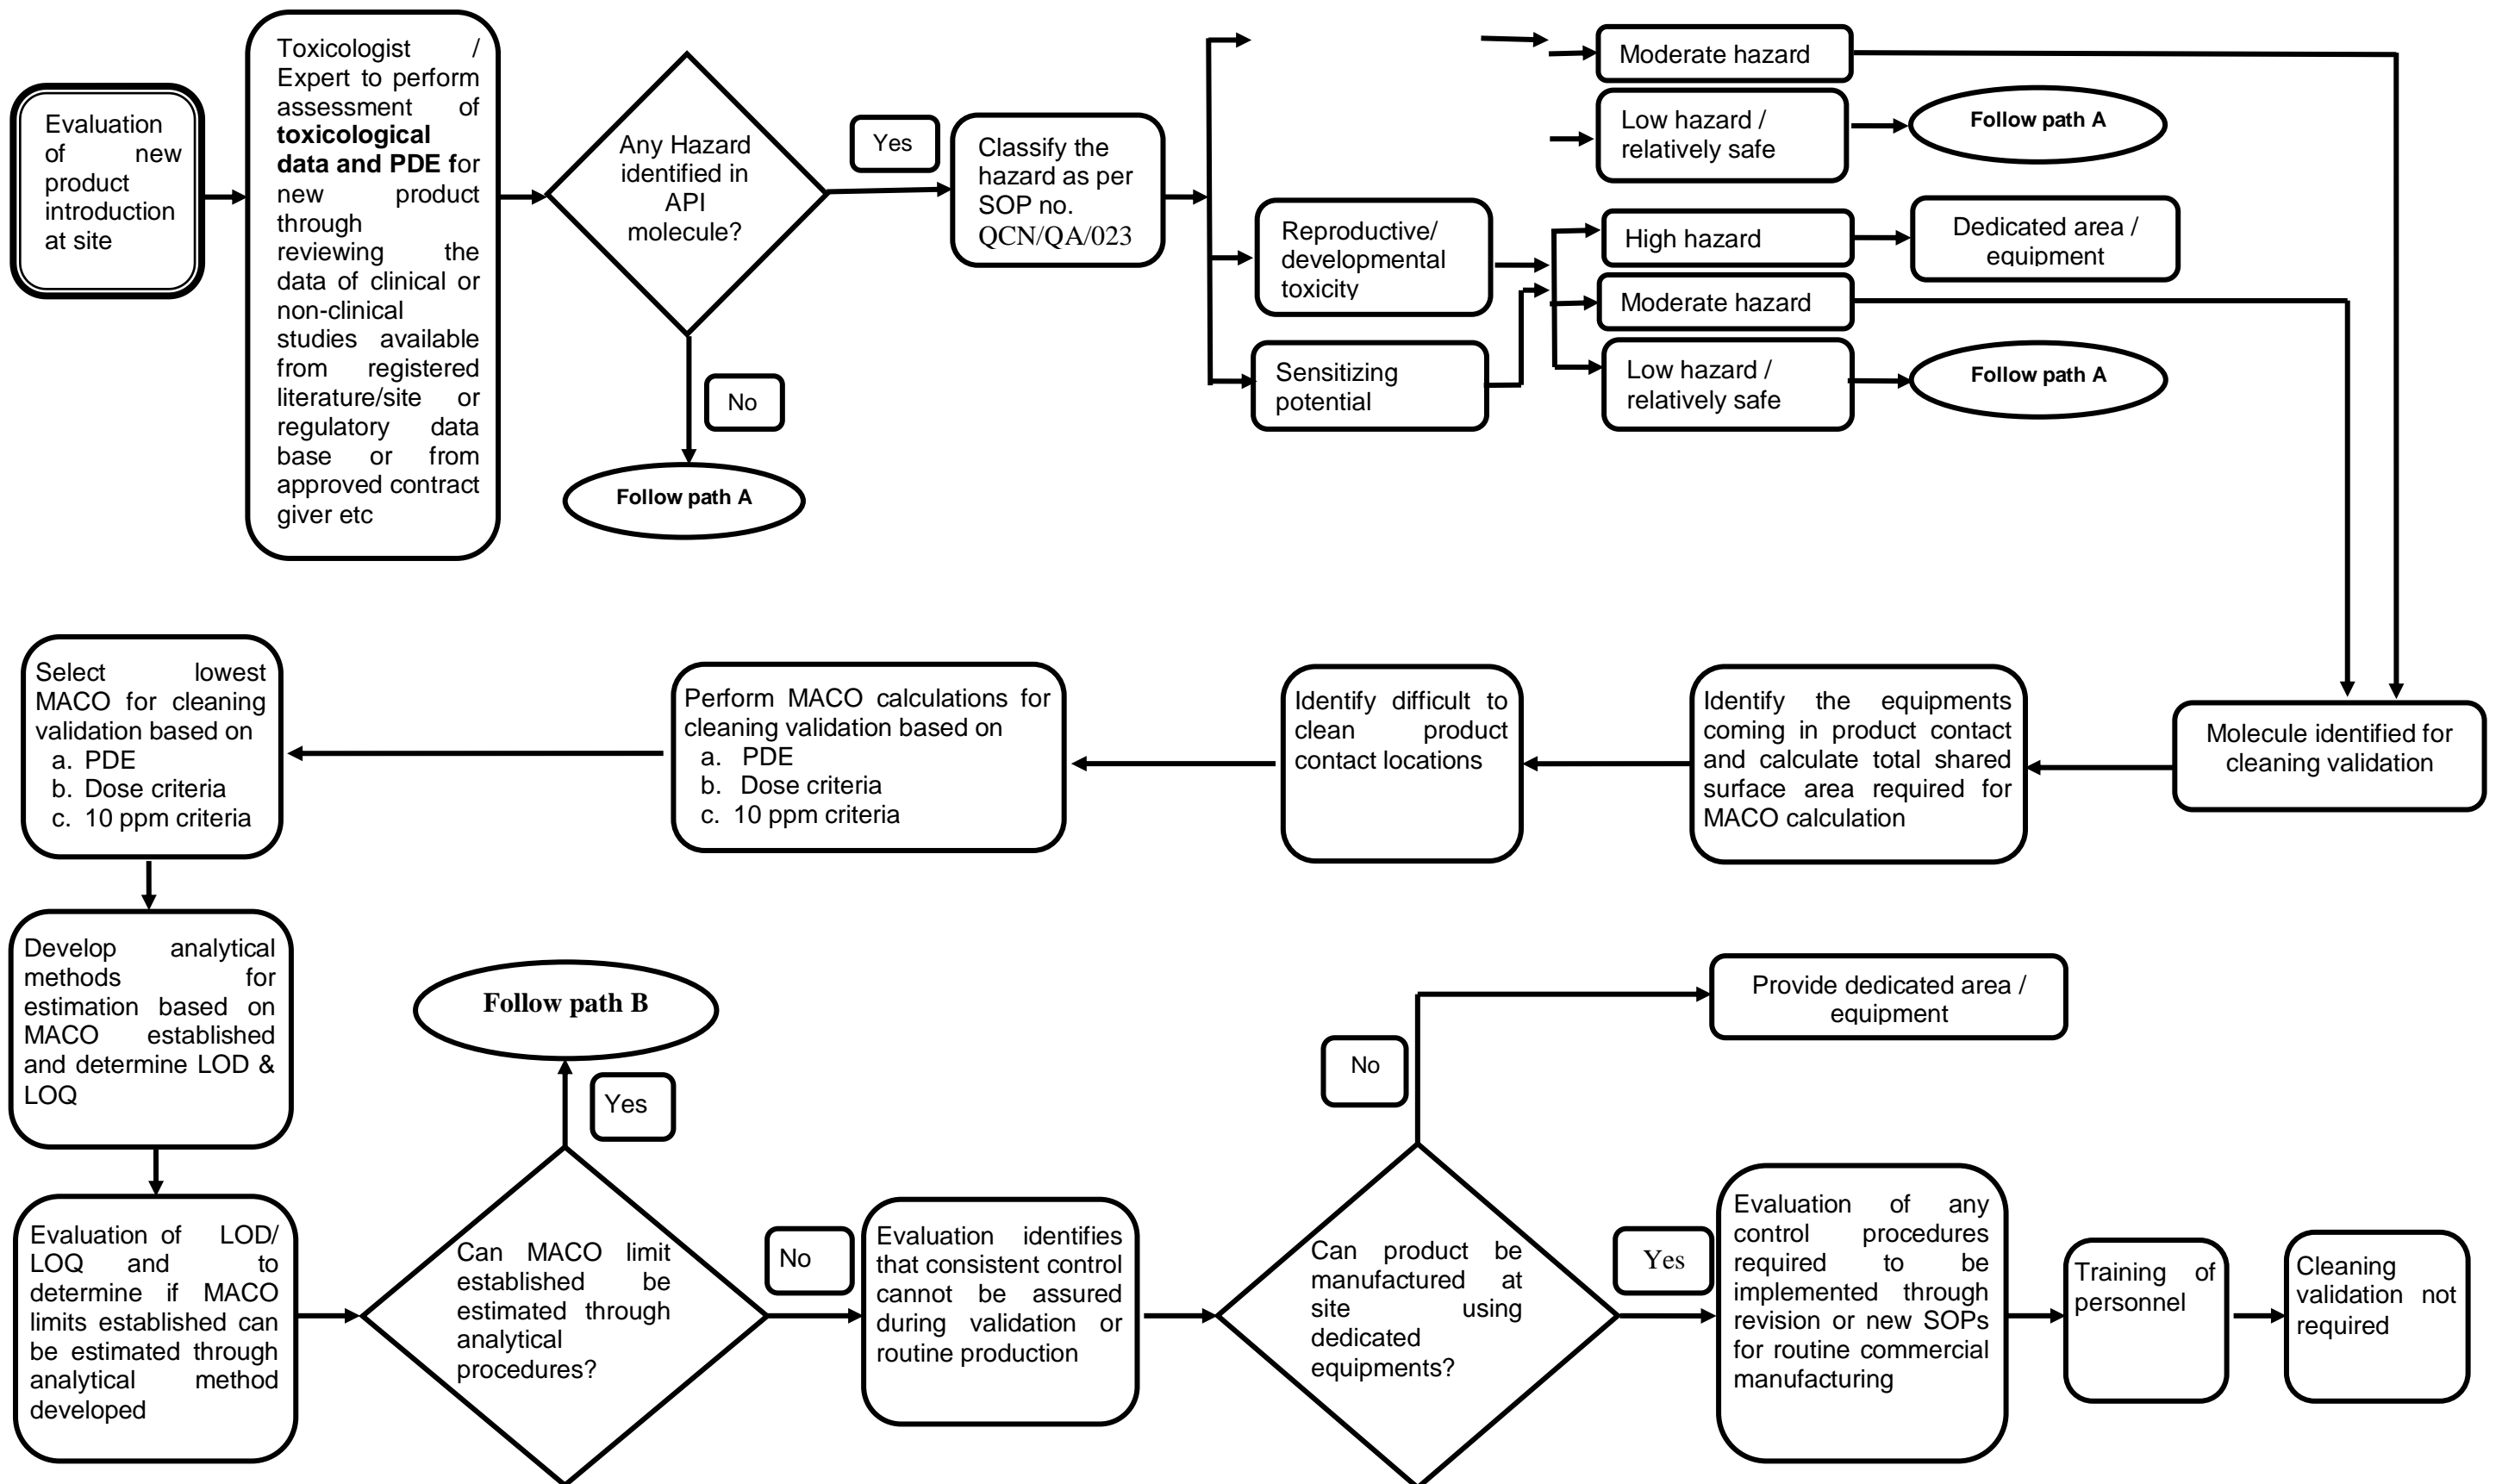 Evaluation
of new
product
introduction
at site
Toxicologist /
Expert to perform
assessment of
toxicological
data and PDE for
new product
through
reviewing the
data of clinical or
non-clinical
studies available
from registered
literature/site or
regulatory data
base or from
approved contract
giver etc
Any Hazard
identified in
API
molecule?
Yes
No
Follow path A
Classify the
hazard as per
SOP no.
QCN/QA/023
Reproductive/
developmental
toxicity
Sensitizing
potential
Moderate hazard
Low hazard /
relatively safe
Follow path A
High hazard
Dedicated area /
equipment
Moderate hazard
Low hazard /
relatively safe
Follow path A
Molecule identified for
cleaning validation
Identify the equipments
coming in product contact
and calculate total shared
surface area required for
MACO calculation
Identify difficult to
clean product
contact locations
Perform MACO calculations for
cleaning validation based on
a. PDE
b. Dose criteria
c. 10 ppm criteria
Select lowest
MACO for cleaning
validation based on
a. PDE
b. Dose criteria
c. 10 ppm criteria
Develop analytical
methods for
estimation based on
MACO established
and determine LOD &
LOQ
Evaluation of LOD/
LOQ and to
determine if MACO
limits established can
be estimated through
analytical method
developed
Can MACO limit
established be
estimated through
analytical
procedures?
Yes
Follow path B
No
Evaluation identifies
that consistent control
cannot be assured
during validation or
routine production
Can product be
manufactured at
site using
dedicated
equipments?
No
Provide dedicated area /
equipment
Yes
Evaluation of any
control procedures
required to be
implemented through
revision or new SOPs
for routine commercial
manufacturing
Training of
personnel
Cleaning
validation not
required